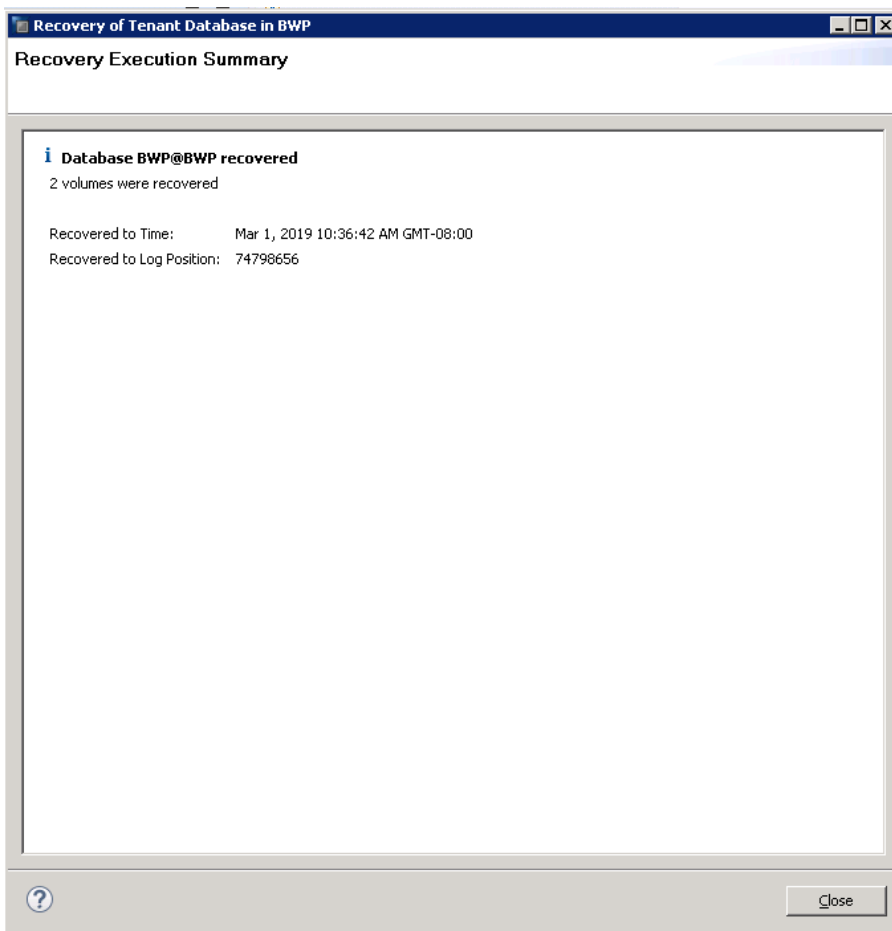 Recovery of Tenant Database in BWP
Recovery Execution Summary
i Database BWP@BWP recovered
2 volumes were recovered
Recovered to Time: Mar 1, 2019 10:36:42 AM GMT-08:00
Recovered to Log Position: 74798656
? Close